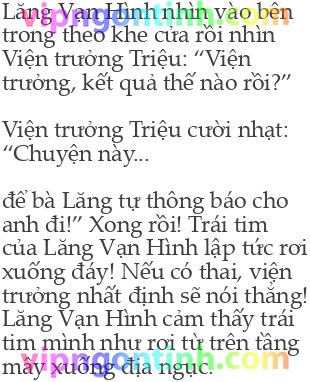 Lăng Vạn Hình nhìn vào bên
trong theo khe cửa rồi nhìn
Viện trưởng Triệu: “Viện
trưởng, kết quả thế nào rồi?”
Viện trưởng Triệu cười nhạt:
“Chuyện này...
để bà Lăng tự thông báo cho
anh đi!” Xong rồi! Trái tim
của Lăng Vạn Hình lập tức rơi
xuống đáy! Nếu có thai, viện
trưởng nhất định sẽ nói thẳng!
Lăng Vạn Hình cảm thấy trái
tim mình như rơi từ trên tầng
mây xuống địa ngục.
vipngontinh.com
vipngontinh.com